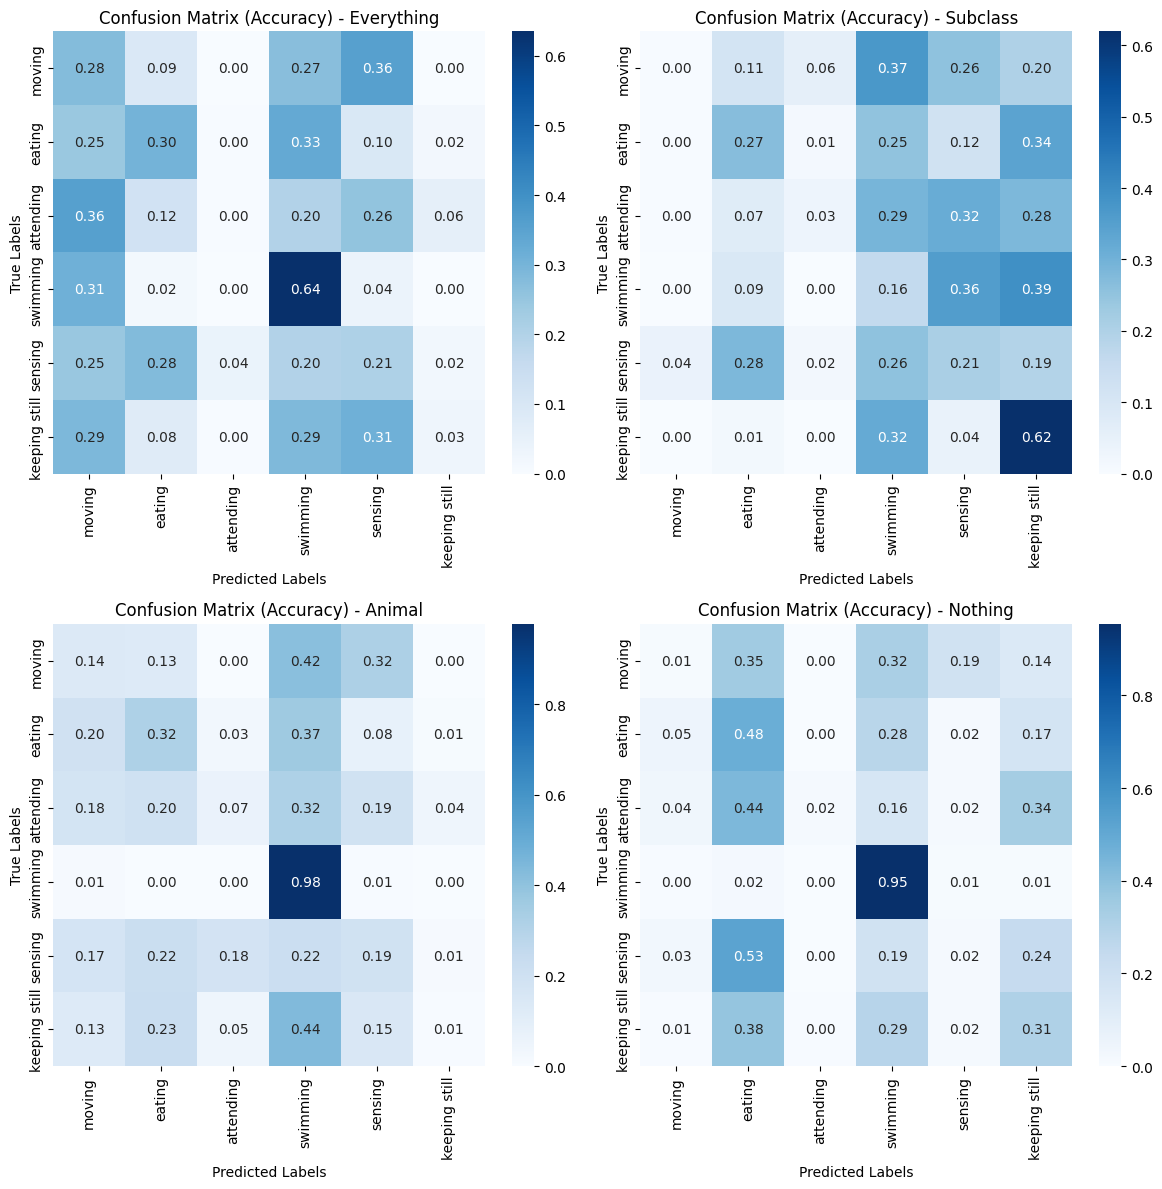 Confusion Matrix (Accuracy) - Everything
True Labels
moving 0.28 0.09 0.00 0.27 0.36 0.00
eating 0.25 0.30 0.00 0.33 0.10 0.02
attending 0.36 0.12 0.00 0.20 0.26 0.06
swimming 0.31 0.02 0.00 0.64 0.04 0.00
sensing 0.25 0.28 0.04 0.20 0.21 0.02
keeping still 0.29 0.08 0.00 0.29 0.31 0.03
moving eating attending swimming sensing keeping still
Predicted Labels
0.6
0.5
0.4
0.3
0.2
0.1
0.0
Confusion Matrix (Accuracy) - Subclass
True Labels
moving 0.00 0.11 0.06 0.37 0.26 0.20
eating 0.00 0.27 0.01 0.25 0.12 0.34
attending 0.00 0.07 0.03 0.29 0.32 0.28
swimming 0.00 0.09 0.00 0.16 0.36 0.39
sensing 0.04 0.28 0.02 0.26 0.21 0.19
keeping still 0.00 0.01 0.00 0.32 0.04 0.62
moving eating attending swimming sensing keeping still
Predicted Labels
0.6
0.5
0.4
0.3
0.2
0.1
0.0
Confusion Matrix (Accuracy) - Animal
True Labels
moving 0.14 0.13 0.00 0.42 0.32 0.00
eating 0.20 0.32 0.03 0.37 0.08 0.01
attending 0.18 0.20 0.07 0.32 0.19 0.04
swimming 0.01 0.00 0.00 0.98 0.01 0.00
sensing 0.17 0.22 0.18 0.22 0.19 0.01
keeping still 0.13 0.23 0.05 0.44 0.15 0.01
moving eating attending swimming sensing keeping still
Predicted Labels
0.8
0.6
0.4
0.2
0.0
Confusion Matrix (Accuracy) - Nothing
True Labels
moving 0.01 0.35 0.00 0.32 0.19 0.14
eating 0.05 0.48 0.00 0.28 0.02 0.17
attending 0.04 0.44 0.02 0.16 0.02 0.34
swimming 0.00 0.02 0.00 0.95 0.01 0.01
sensing 0.03 0.53 0.00 0.19 0.02 0.24
keeping still 0.01 0.38 0.00 0.29 0.02 0.31
moving eating attending swimming sensing keeping still
Predicted Labels
0.8
0.6
0.4
0.2
0.0